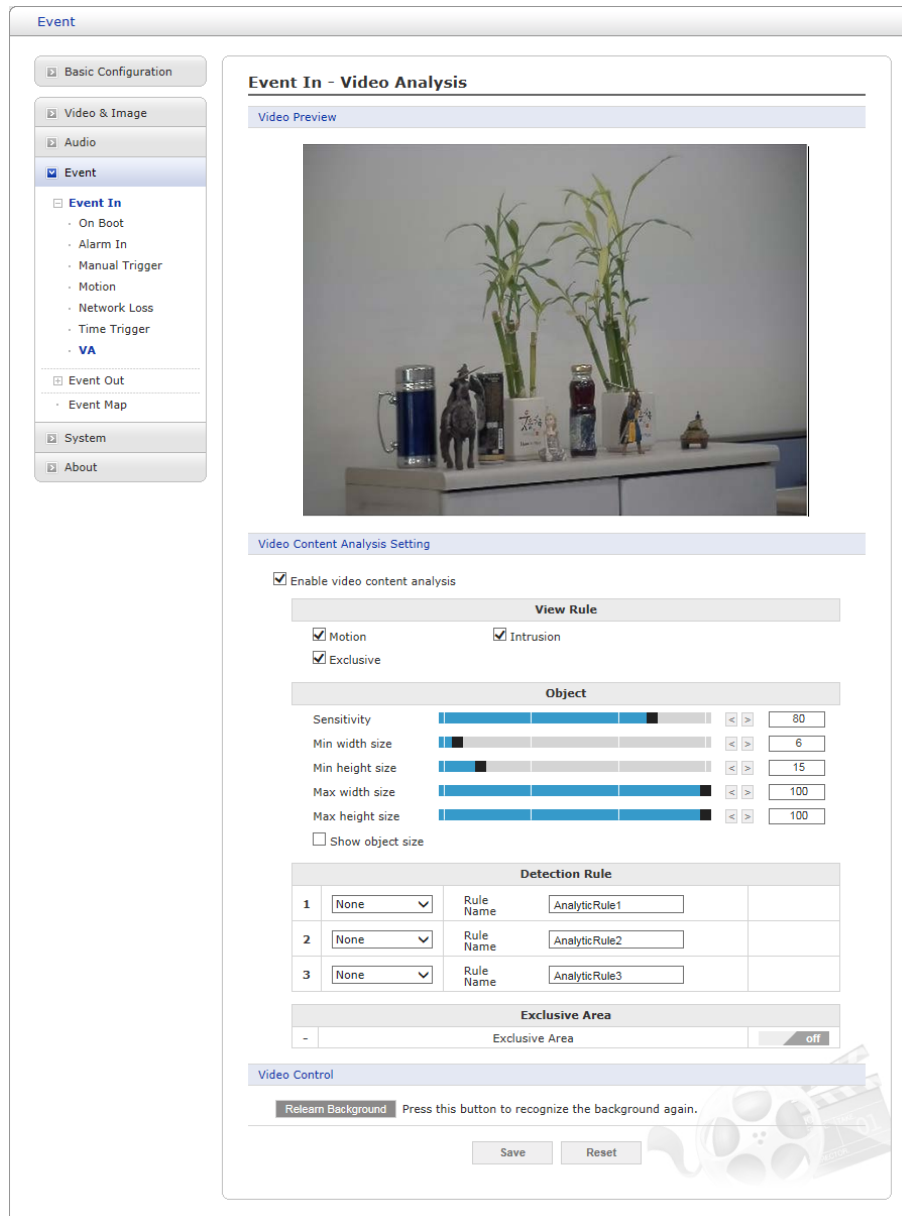 Event
Basic Configuration
Video & Image
Audio
Event
Event In
On Boot
Alarm In
Manual Trigger
Motion
Network Loss
Time Trigger
VA
Event Out
Event Map
System
About
Event In - Video Analysis
Video Preview
Video Content Analysis Setting
Enable video content analysis
View Rule
Motion
Intrusion
Exclusive
Object
Sensitivity < > 80
Min width size < > 6
Min height size < > 15
Max width size < > 100
Max height size < > 100
Show object size
Detection Rule
1 None Rule Name AnalyticRule1
2 None Rule Name AnalyticRule2
3 None Rule Name AnalyticRule3
Exclusive Area
- Exclusive Area off
Video Control
Relearn Background Press this button to recognize the background again.
Save Reset